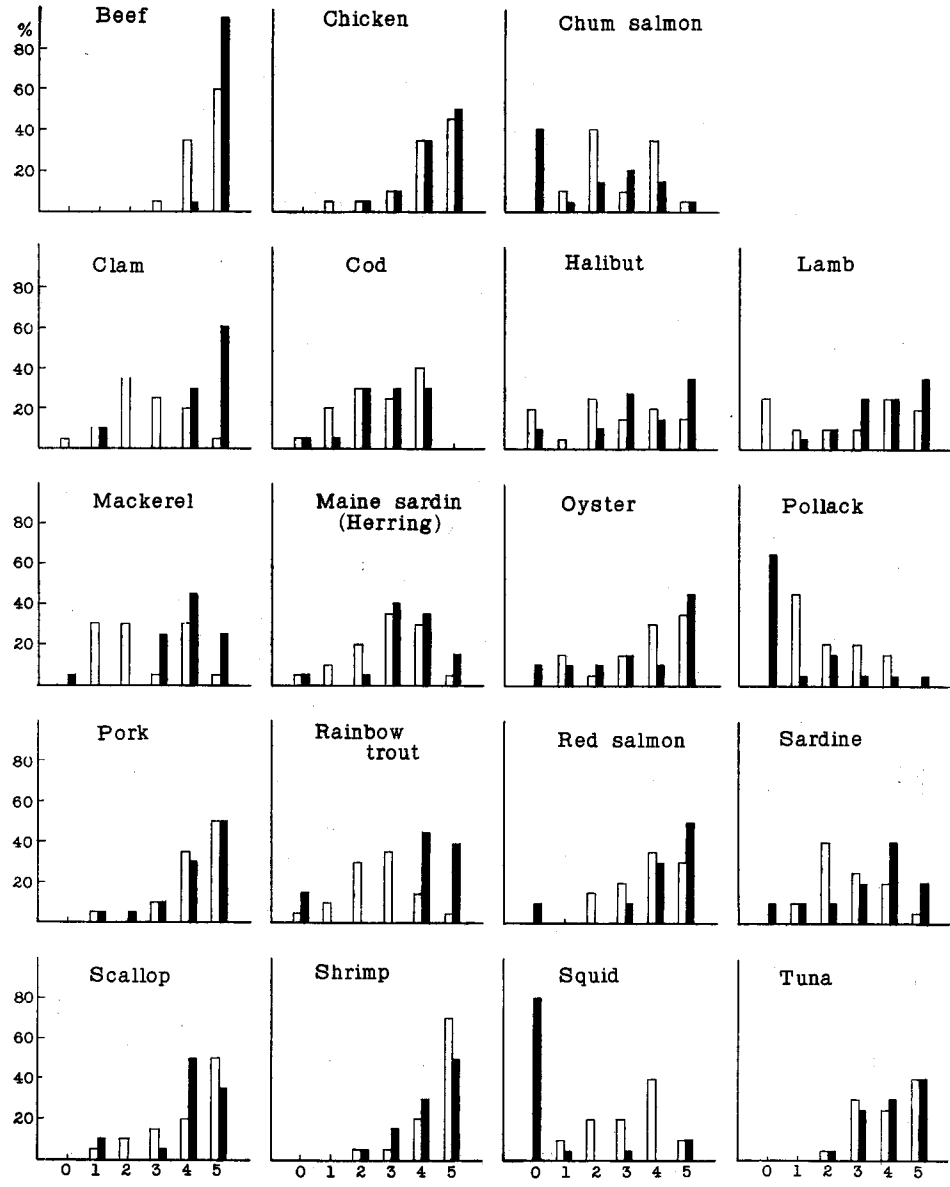 Beef
Chicken
Chum salmon
%
80
60
40
20
Clam
Cod
Halibut
Lamb
80
60
40
20
Mackerel
Maine sardin
(Herring)
Oyster
Pollack
80
60
40
20
Pork
Rainbow
trout
Red salmon
Sardine
80
60
40
20
Scallop
Shrimp
Squid
Tuna
80
60
40
20
0 1 2 3 4 5
0 1 2 3 4 5
0 1 2 3 4 5
0 1 2 3 4 5